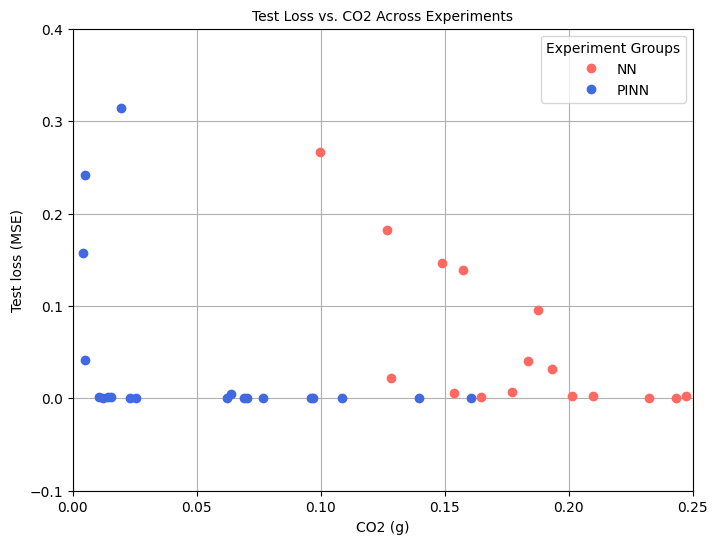 Test Loss vs. CO2 Across Experiments
Experiment Groups
NN
PINN
Test loss (MSE)
0.4
0.3
0.2
0.1
0.0
−0.1
0.00
0.05
0.10
0.15
0.20
0.25
CO2 (g)